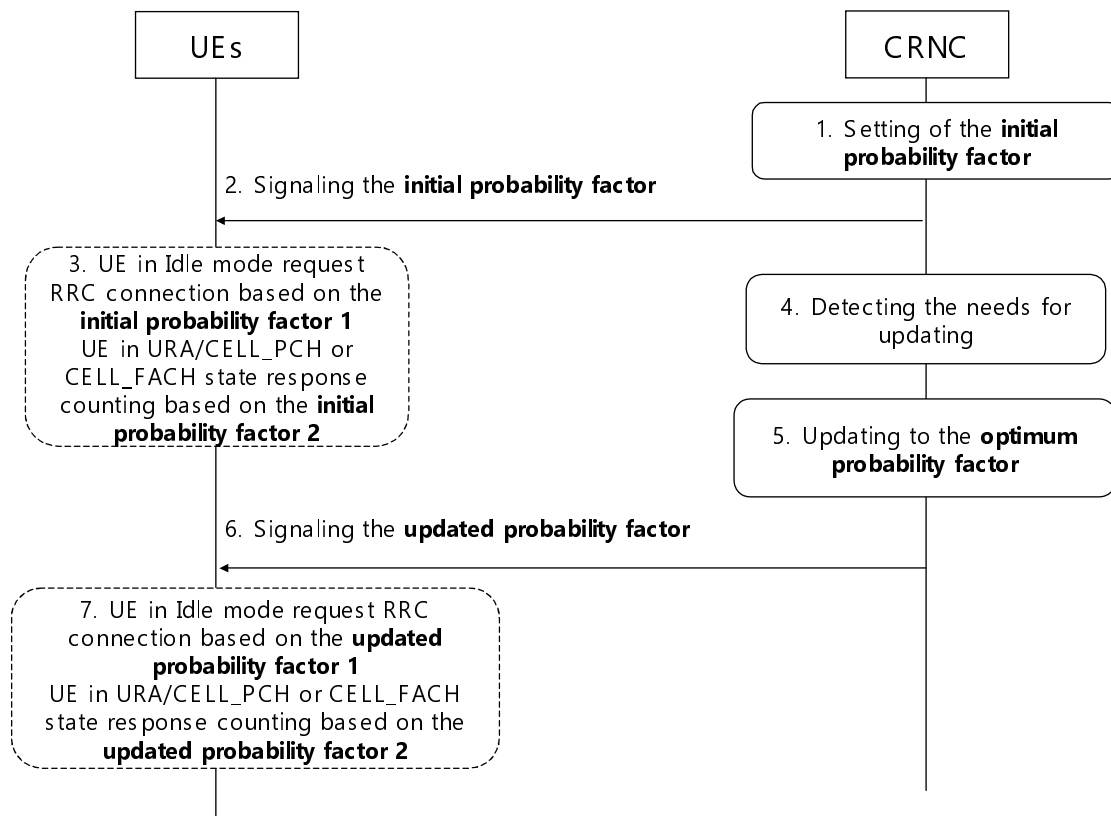 UEs
CRNC
1. Setting of the initial
probability factor
2. Signaling the initial probability factor
3. UE in Idle mode request
RRC connection based on the
initial probability factor 1
UE in URA/CELL_PCH or
CELL_FACH state response
counting based on the initial
probability factor 2
4. Detecting the needs for
updating
5. Updating to the optimum
probability factor
6. Signaling the updated probability factor
7. UE in Idle mode request RRC
connection based on the updated
probability factor 1
UE in URA/CELL_PCH or CELL_FACH
state response counting based on the
updated probability factor 2